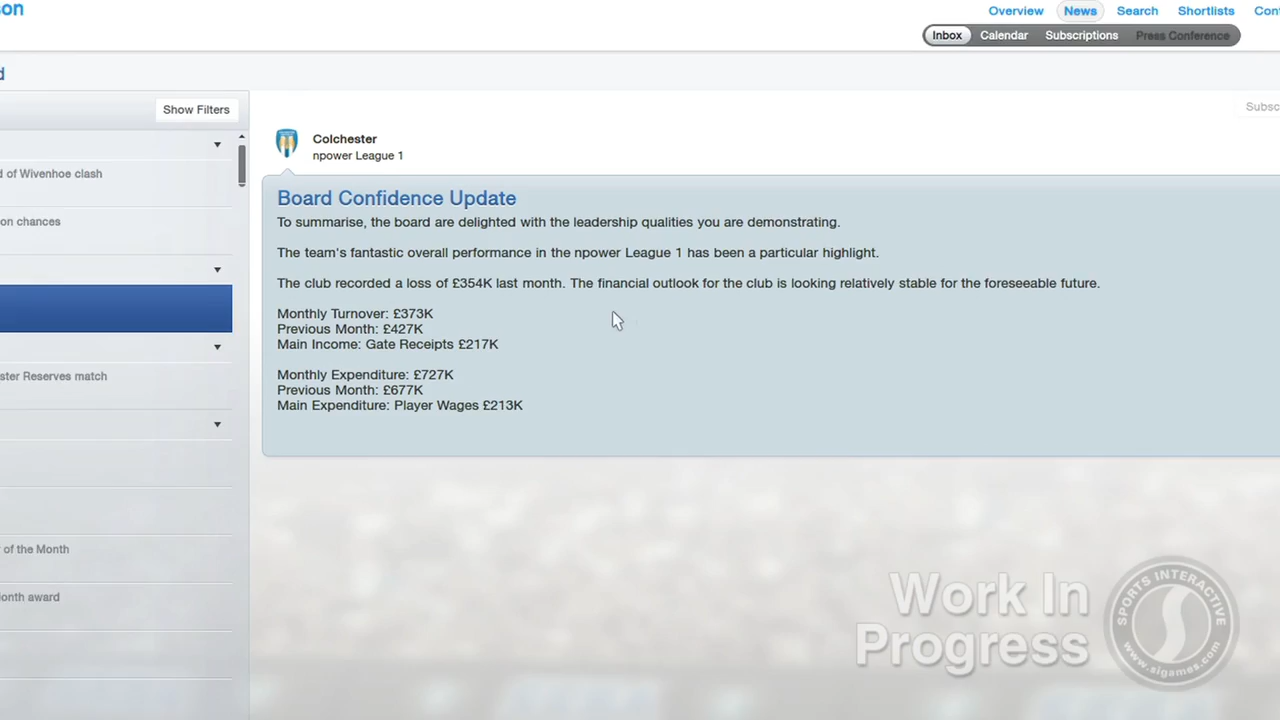 on
Overview News Search Shortlists Con
Inbox Calendar Subscriptions Press Conference
d
Show Filters
Subsc
Colchester
npower League 1
d of Wivenhoe clash
Board Confidence Update
To summarise, the board are delighted with the leadership qualities you are demonstrating.
on chances
The team's fantastic overall performance in the npower League 1 has been a particular highlight.
The club recorded a loss of £354K last month. The financial outlook for the club is looking relatively stable for the foreseeable future.
Monthly Turnover: £373K
Previous Month: £427K
Main Income: Gate Receipts £217K
ster Reserves match
Monthly Expenditure: £727K
Previous Month: £677K
Main Expenditure: Player Wages £213K
of the Month
onth award
Work In
Progress
SPORTS INTERACTIVE
www.sigames.com